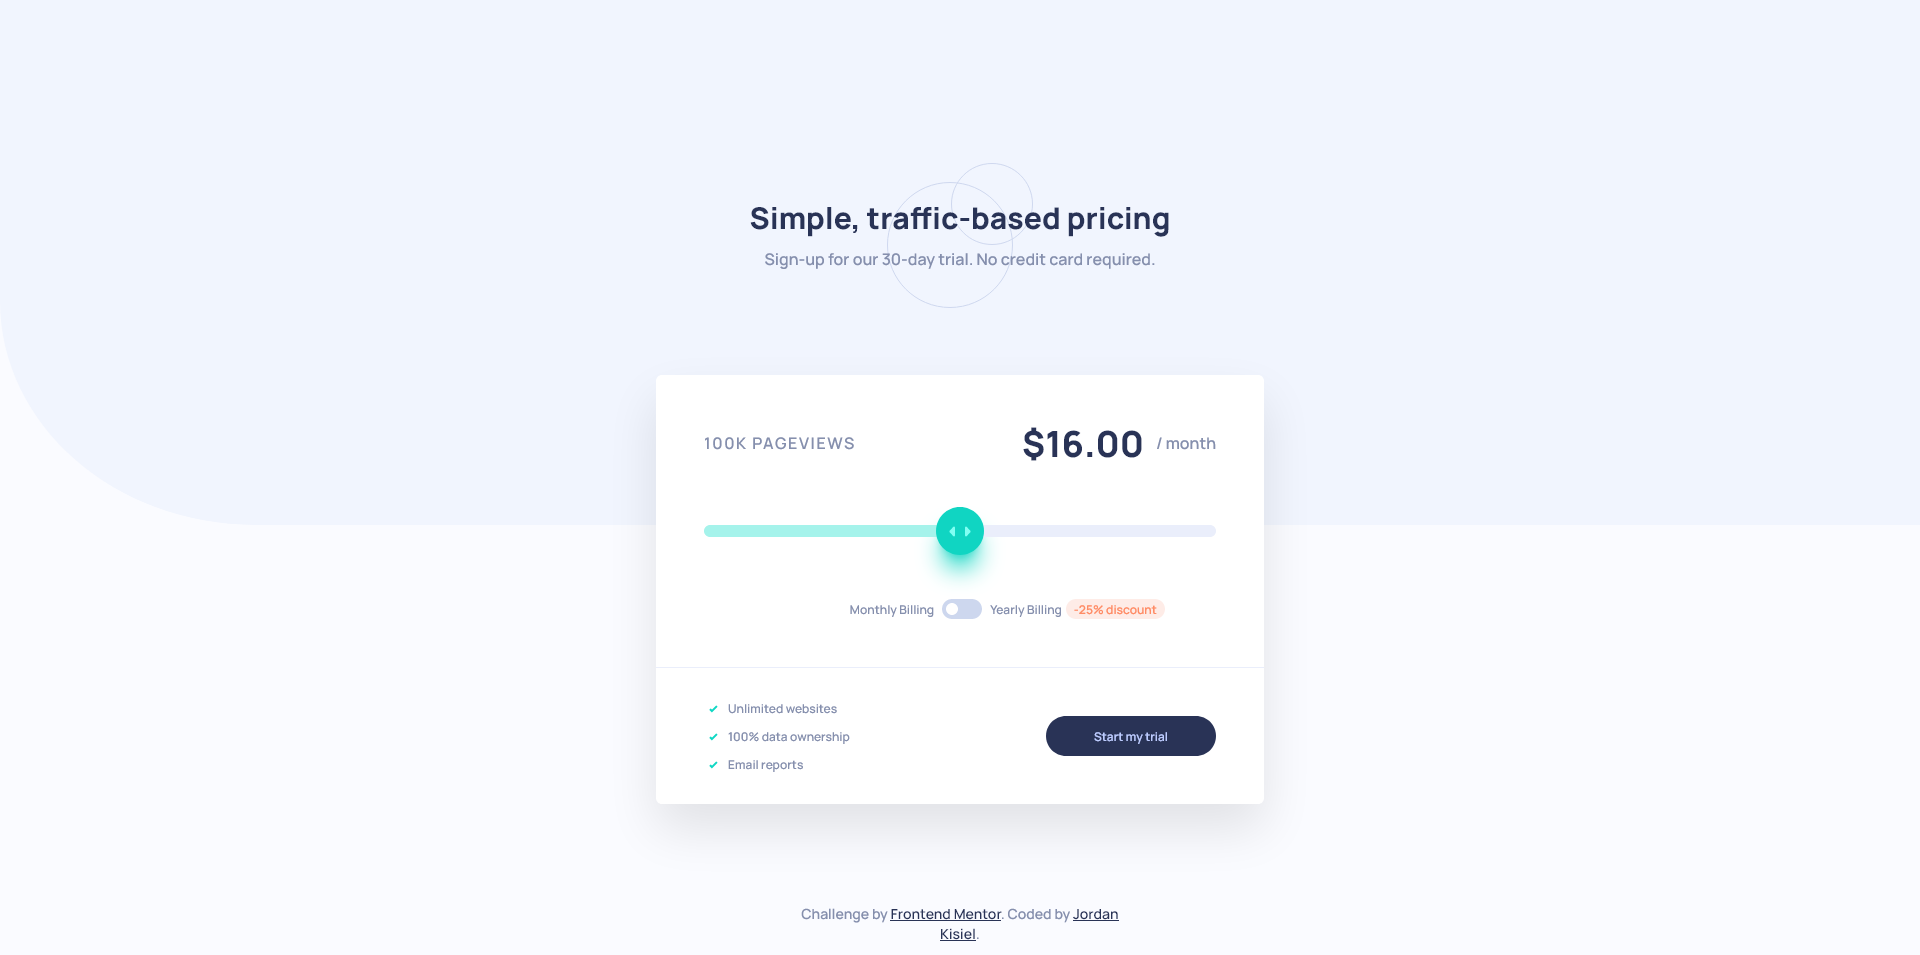 Simple, traffic-based pricing
Sign-up for our 30-day trial. No credit card required.
100K PAGEVIEWS
$16.00 / month
Monthly Billing Yearly Billing -25% discount
Unlimited websites
100% data ownership
Email reports
Start my trial
Challenge by Frontend Mentor. Coded by Jordan
Kisiel.